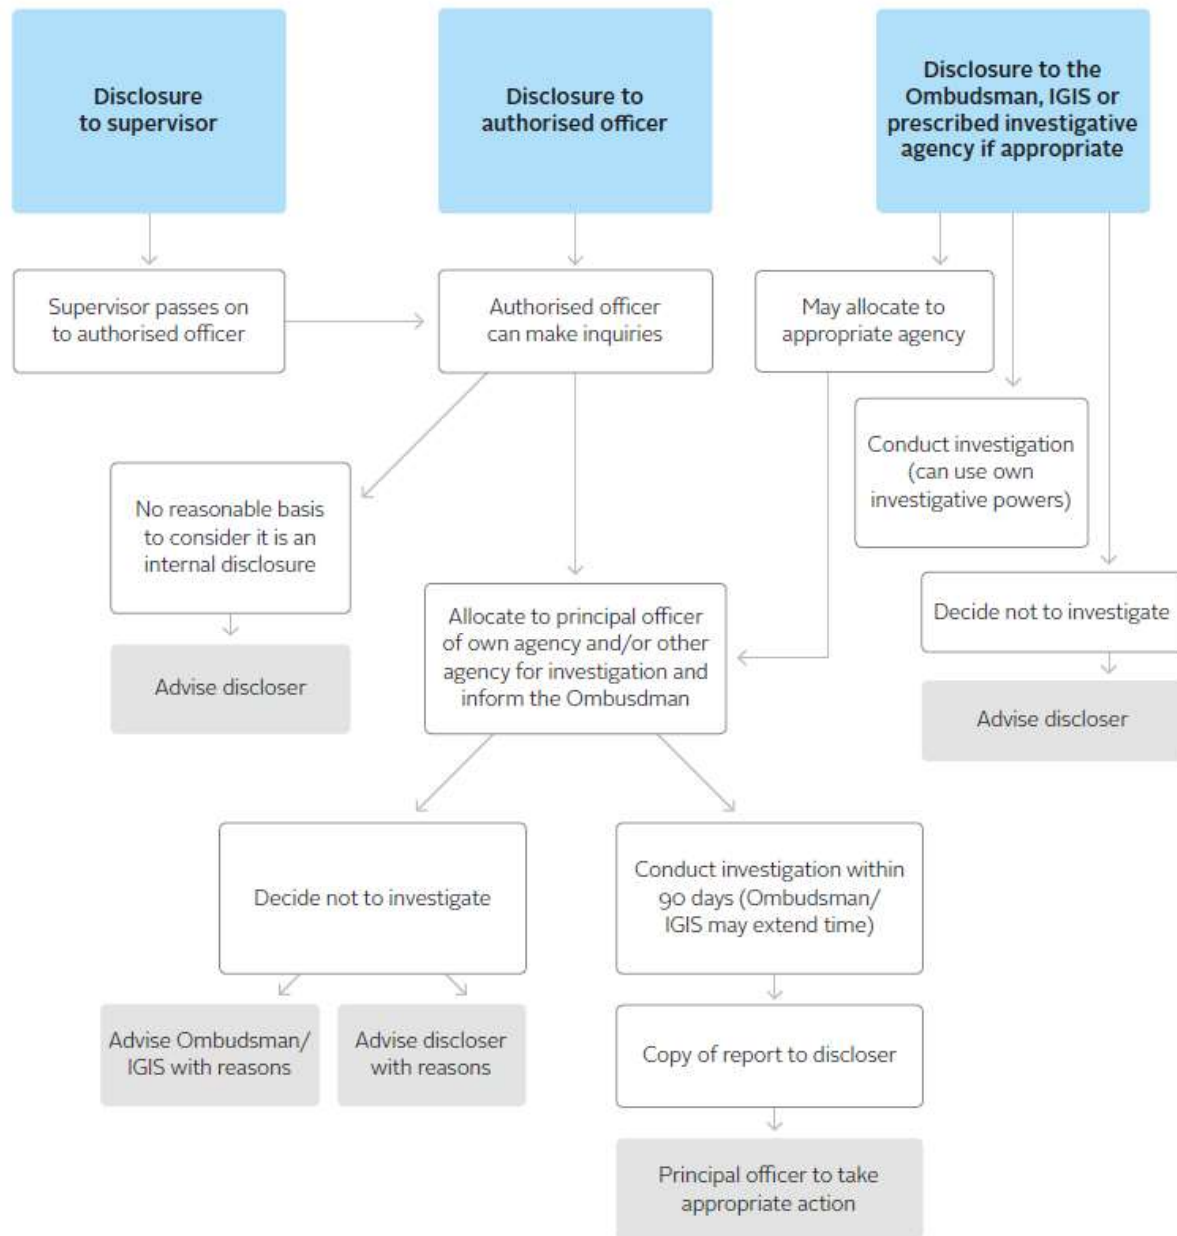 Disclosure
to supervisor
Disclosure to
authorised officer
Disclosure to the
Ombudsman, IGIS or
prescribed investigative
agency if appropriate
Supervisor passes on
to authorised officer
Authorised officer
can make inquiries
May allocate to
appropriate agency
Conduct investigation
(can use own
investigative powers)
No reasonable basis
to consider it is an
internal disclosure
Allocate to principal officer
of own agency and/or other
agency for investigation and
inform the Ombusdman
Decide not to investigate
Advise discloser
Advise discloser
Decide not to investigate
Conduct investigation within
90 days (Ombudsman/
IGIS may extend time)
Advise Ombudsman/
IGIS with reasons
Advise discloser
with reasons
Copy of report to discloser
Principal officer to take
appropriate action